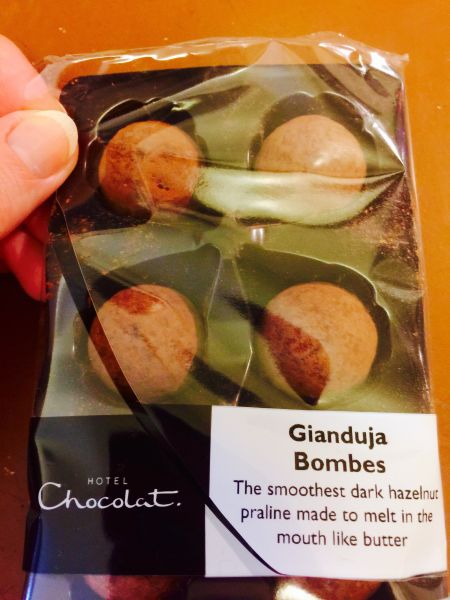 HOTEL
Chocolat.
Gianduja
Bombes
The smoothest dark hazelnut
praline made to melt in the
mouth like butter